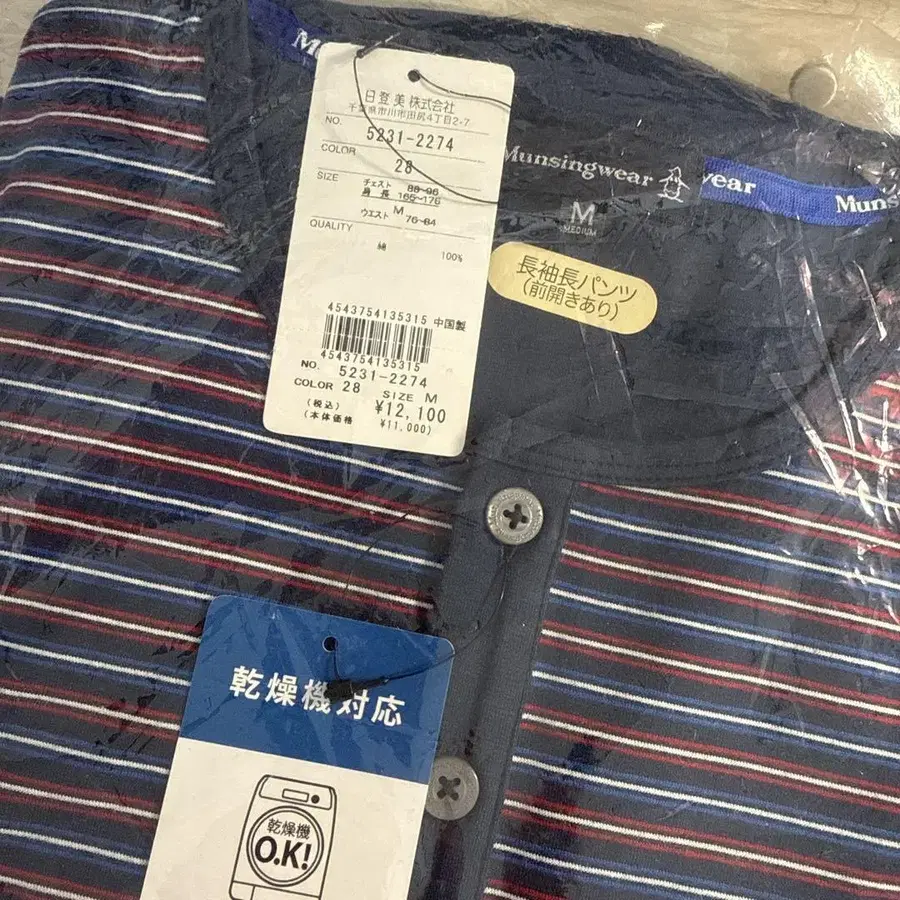 日登美株式会社
千葉県市川市田尻4丁目2-7
NO. 5231-2274
COLOR 28
SIZE チェスト 88~96
身長 165~175
M
ウエスト 76~84
QUALITY
綿 100%
4543754135315 中国製
4543754135315
NO. 5231-2274
COLOR 28 SIZE M
(税込) ¥12,100
(本体価格 ¥11,000)
Munsingwear
M
MEDIUM
wear
Muns
長袖長パンツ
(前開きあり)
乾燥機対応
乾燥機
O.K!